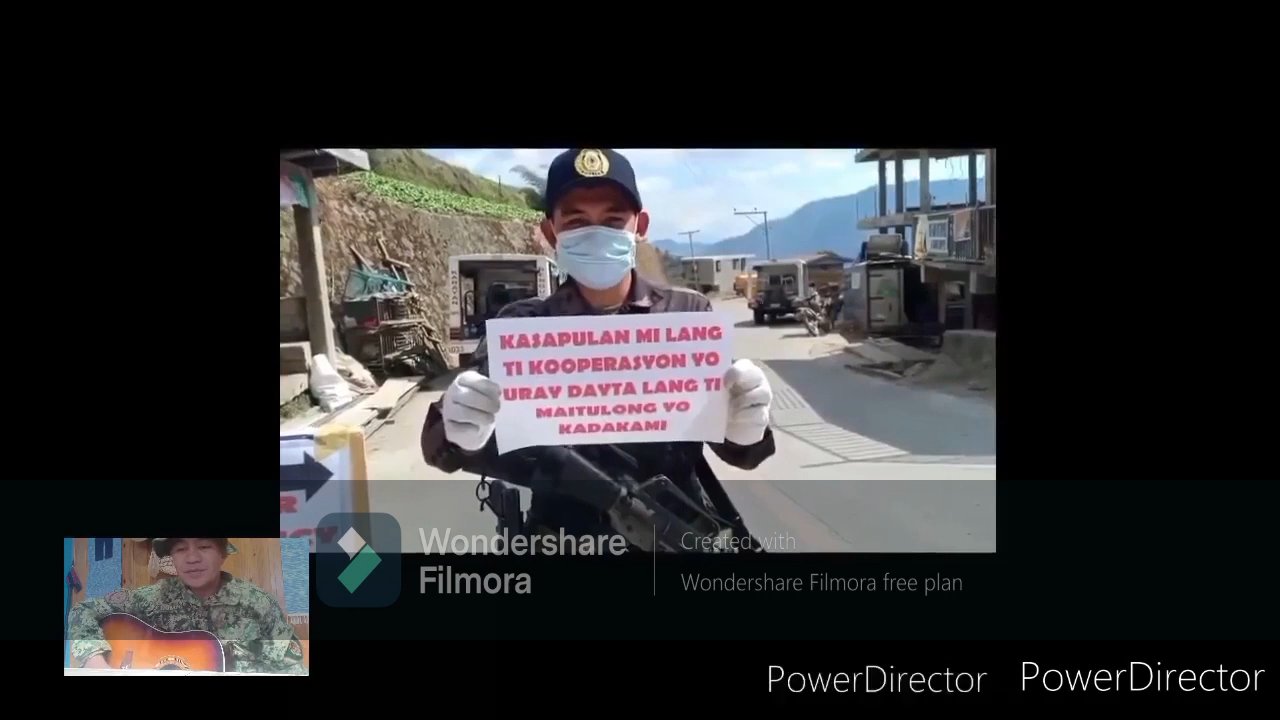 KASAPULAN MI LANG
TI KOOPERASYON YO
URAY DAYTA LANG TI
MAITULONG YO
KADAKAMI
Wondershare
Filmora
Created with
Wondershare Filmora free plan
PowerDirector
PowerDirector